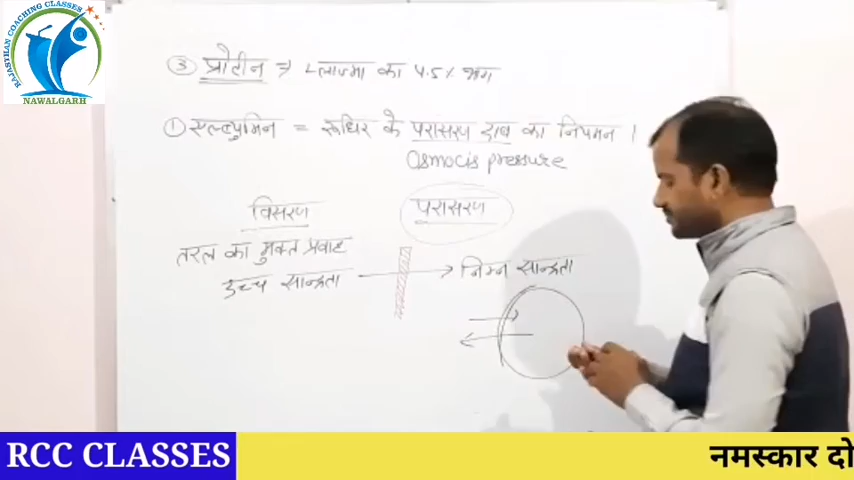 RAJASTHAN COACHING CLASSES
NAWALGARH
③ प्रोटीन ⇒ प्लाज्मा का 4.5% भाग
① एल्ब्युमिन = रूधिर के परासरण दाब का नियमन ।
Osmocis pressure
विसरण परासरण
तरल का मुक्त प्रवाह
उच्च सान्द्रता → निम्न सान्द्रता
RCC CLASSES
नमस्कार दो